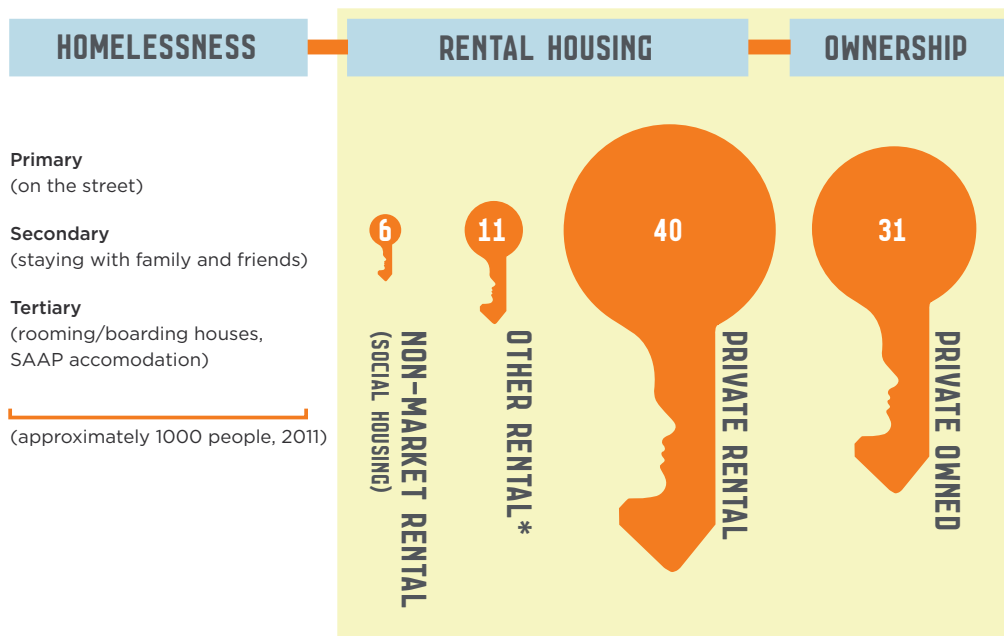 HOMELESSNESS
RENTAL HOUSING
OWNERSHIP
Primary
(on the street)
Secondary
(staying with family and friends)
Tertiary
(rooming/boarding houses,
SAAP accomodation)
(approximately 1000 people, 2011)
6
NON-MARKET RENTAL
(SOCIAL HOUSING)
11
OTHER RENTAL*
40
PRIVATE RENTAL
31
PRIVATE OWNED